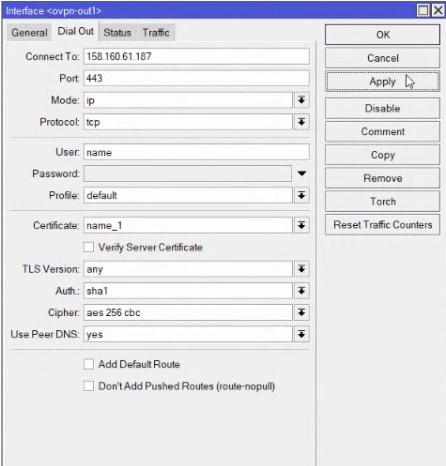 Interface <ovpn-out1>
General Dial Out Status Traffic
Connect To: 158.160.61.187
Port: 443
Mode: ip
Protocol: tcp
User: name
Password:
Profile: default
Certificate: name_1
Verify Server Certificate
TLS Version: any
Auth.: sha1
Cipher: aes 256 cbc
Use Peer DNS: yes
Add Default Route
Don't Add Pushed Routes (route-nopull)
OK
Cancel
Apply
Disable
Comment
Copy
Remove
Torch
Reset Traffic Counters